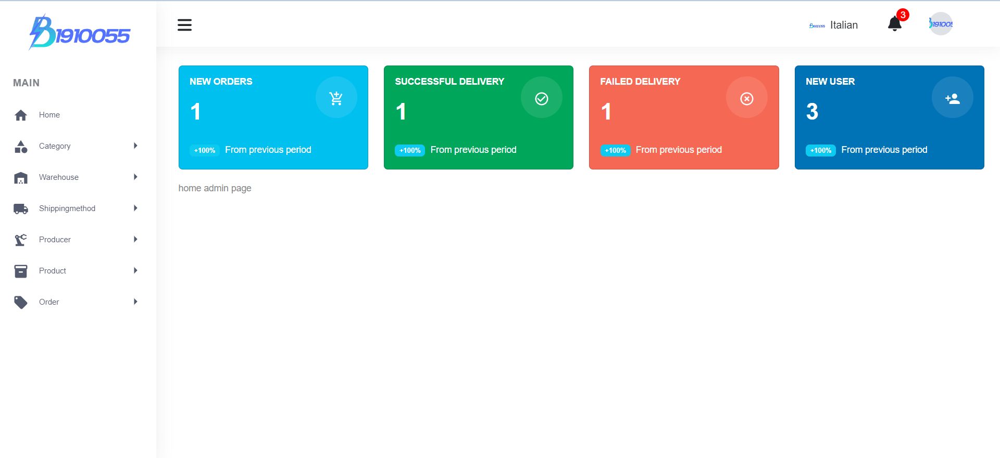 B1910055
MAIN
Home
Category
Warehouse
Shippingmethod
Producer
Product
Order
B1910055 Italian
3
B191005
NEW ORDERS
1
+100% From previous period
SUCCESSFUL DELIVERY
1
+100% From previous period
FAILED DELIVERY
1
+100% From previous period
NEW USER
3
+100% From previous period
home admin page